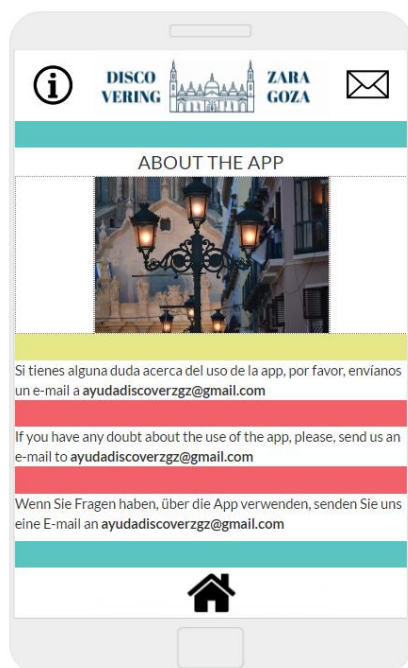 DISCO
VERING
ZARA
GOZA
ABOUT THE APP
Si tienes alguna duda acerca del uso de la app, por favor, envíanos
un e-mail a ayudadiscoverzgz@gmail.com
If you have any doubt about the use of the app, please, send us an
e-mail to ayudadiscoverzgz@gmail.com
Wenn Sie Fragen haben, über die App verwenden, senden Sie uns
eine E-mail an ayudadiscoverzgz@gmail.com